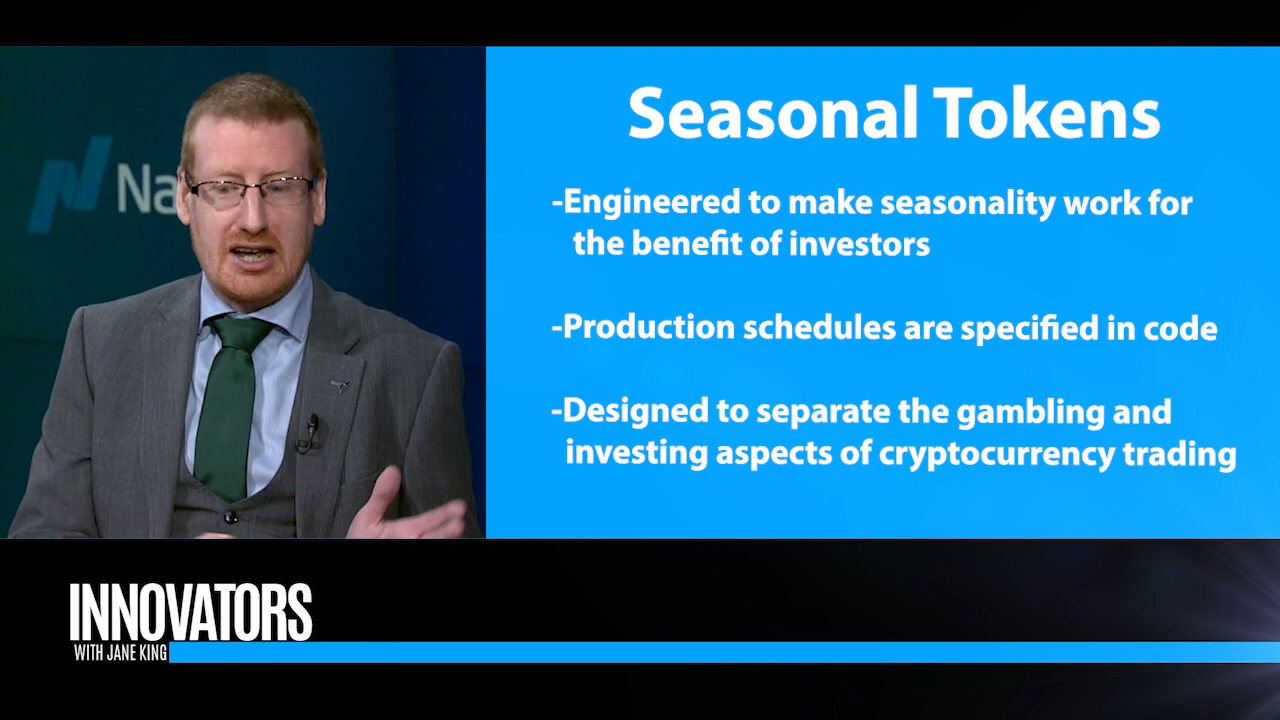 Na
Seasonal Tokens
-Engineered to make seasonality work for
the benefit of investors
-Production schedules are specified in code
-Designed to separate the gambling and
investing aspects of cryptocurrency trading
INNOVATORS
WITH JANE KING